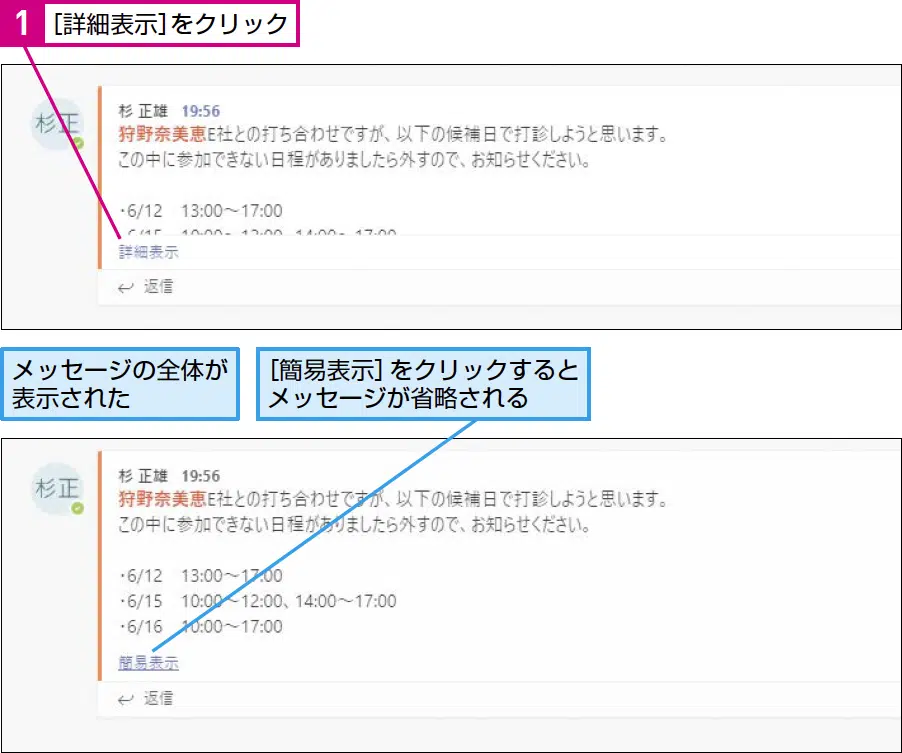 1 [詳細表示]をクリック
杉 正雄 19:56
杉正
狩野奈美恵E社との打ち合わせですが、以下の候補日で打診しようと思います。
この中に参加できない日程がありましたら外すので、お知らせください。
・6/12 13:00～17:00
・6/15 10:00～12:00、14:00～17:00
詳細表示
返信
メッセージの全体が
表示された
[簡易表示]をクリックすると
メッセージが省略される
杉 正雄 19:56
杉正
狩野奈美恵E社との打ち合わせですが、以下の候補日で打診しようと思います。
この中に参加できない日程がありましたら外すので、お知らせください。
・6/12 13:00～17:00
・6/15 10:00～12:00、14:00～17:00
・6/16 10:00～17:00
簡易表示
返信